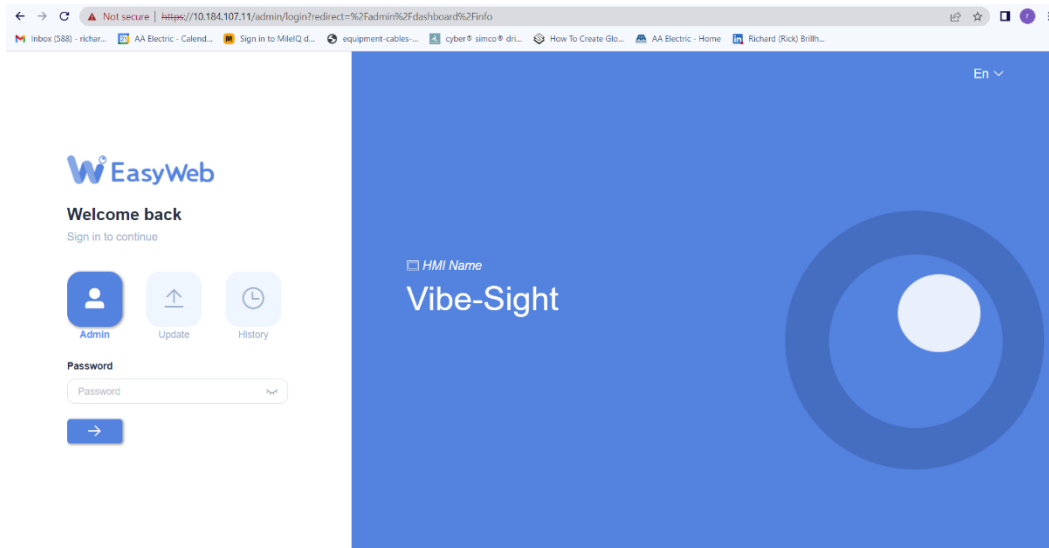 Not secure | https://10.184.107.11/admin/login?redirect=%2Fadmin%2Fdashboard%2Finfo
Inbox (588) - richar... AA Electric - Calend... Sign in to MileIQ d... equipment-cables-... cyber® simco® dri... How To Create Glo... AA Electric - Home Richard (Rick) Brillh...
En
Wi EasyWeb
Welcome back
Sign in to continue
Admin Update History
Password
Password
HMI Name
Vibe-Sight